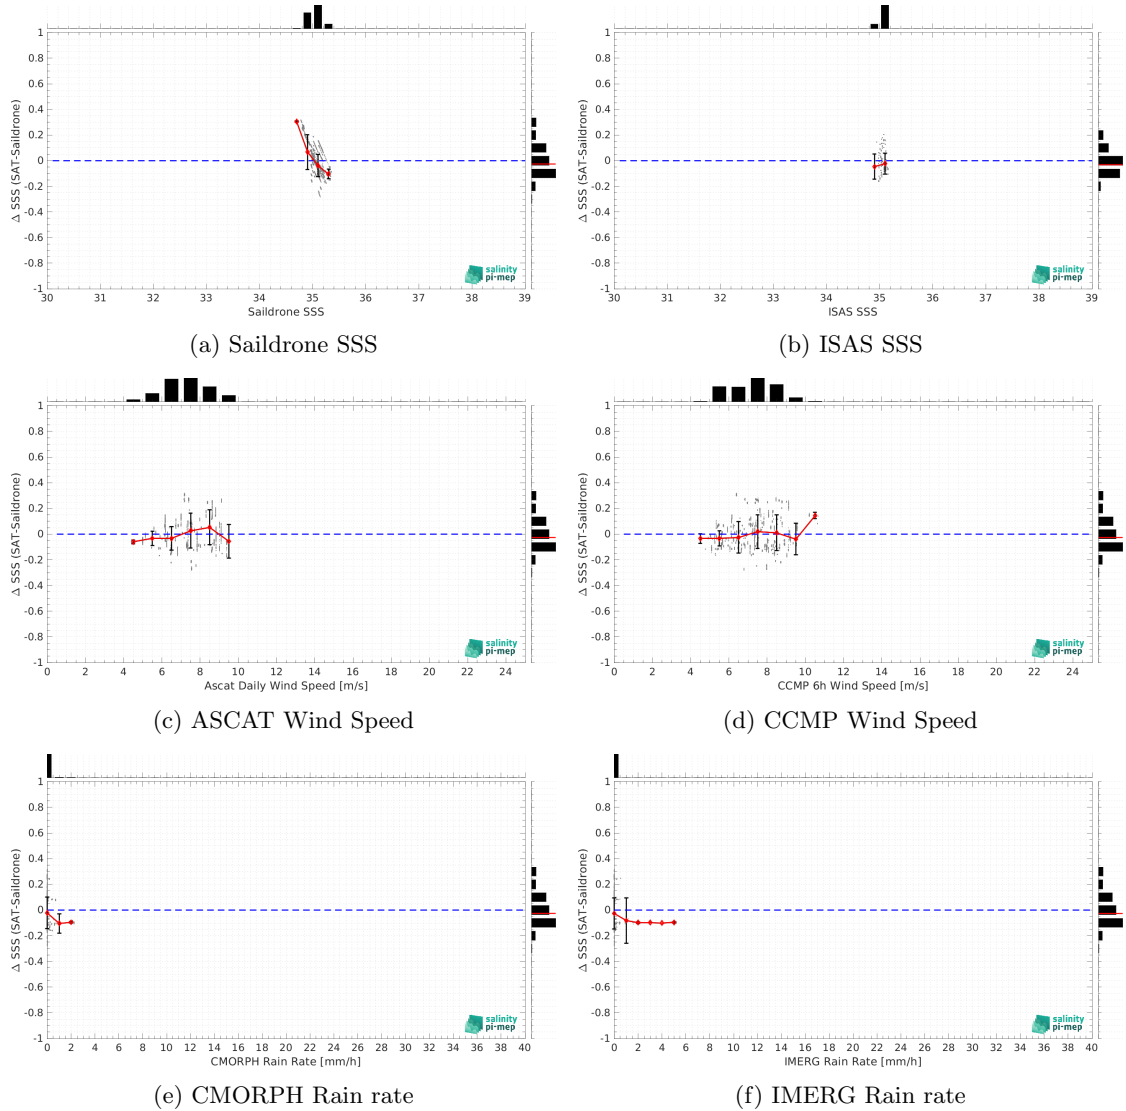 1
0.8
0.6
0.4
0.2
0
-0.2
-0.4
-0.6
-0.8
-1
Δ SSS (SAT-Saildrone)
salinity
pi-mep
30 31 32 33 34 35 36 37 38 39
Saildrone SSS
(a) Saildrone SSS
1
0.8
0.6
0.4
0.2
0
-0.2
-0.4
-0.6
-0.8
-1
Δ SSS (SAT-Saildrone)
salinity
pi-mep
30 31 32 33 34 35 36 37 38 39
ISAS SSS
(b) ISAS SSS
1
0.8
0.6
0.4
0.2
0
-0.2
-0.4
-0.6
-0.8
-1
Δ SSS (SAT-Saildrone)
salinity
pi-mep
0 2 4 6 8 10 12 14 16 18 20 22 24
Ascat Daily Wind Speed [m/s]
(c) ASCAT Wind Speed
1
0.8
0.6
0.4
0.2
0
-0.2
-0.4
-0.6
-0.8
-1
Δ SSS (SAT-Saildrone)
salinity
pi-mep
0 2 4 6 8 10 12 14 16 18 20 22 24
CCMP 6h Wind Speed [m/s]
(d) CCMP Wind Speed
1
0.8
0.6
0.4
0.2
0
-0.2
-0.4
-0.6
-0.8
-1
Δ SSS (SAT-Saildrone)
salinity
pi-mep
0 2 4 6 8 10 12 14 16 18 20 22 24 26 28 30 32 34 36 38 40
CMORPH Rain Rate [mm/h]
(e) CMORPH Rain rate
1
0.8
0.6
0.4
0.2
0
-0.2
-0.4
-0.6
-0.8
-1
Δ SSS (SAT-Saildrone)
salinity
pi-mep
0 2 4 6 8 10 12 14 16 18 20 22 24 26 28 30 32 34 36 38 40
IMERG Rain Rate [mm/h]
(f) IMERG Rain rate